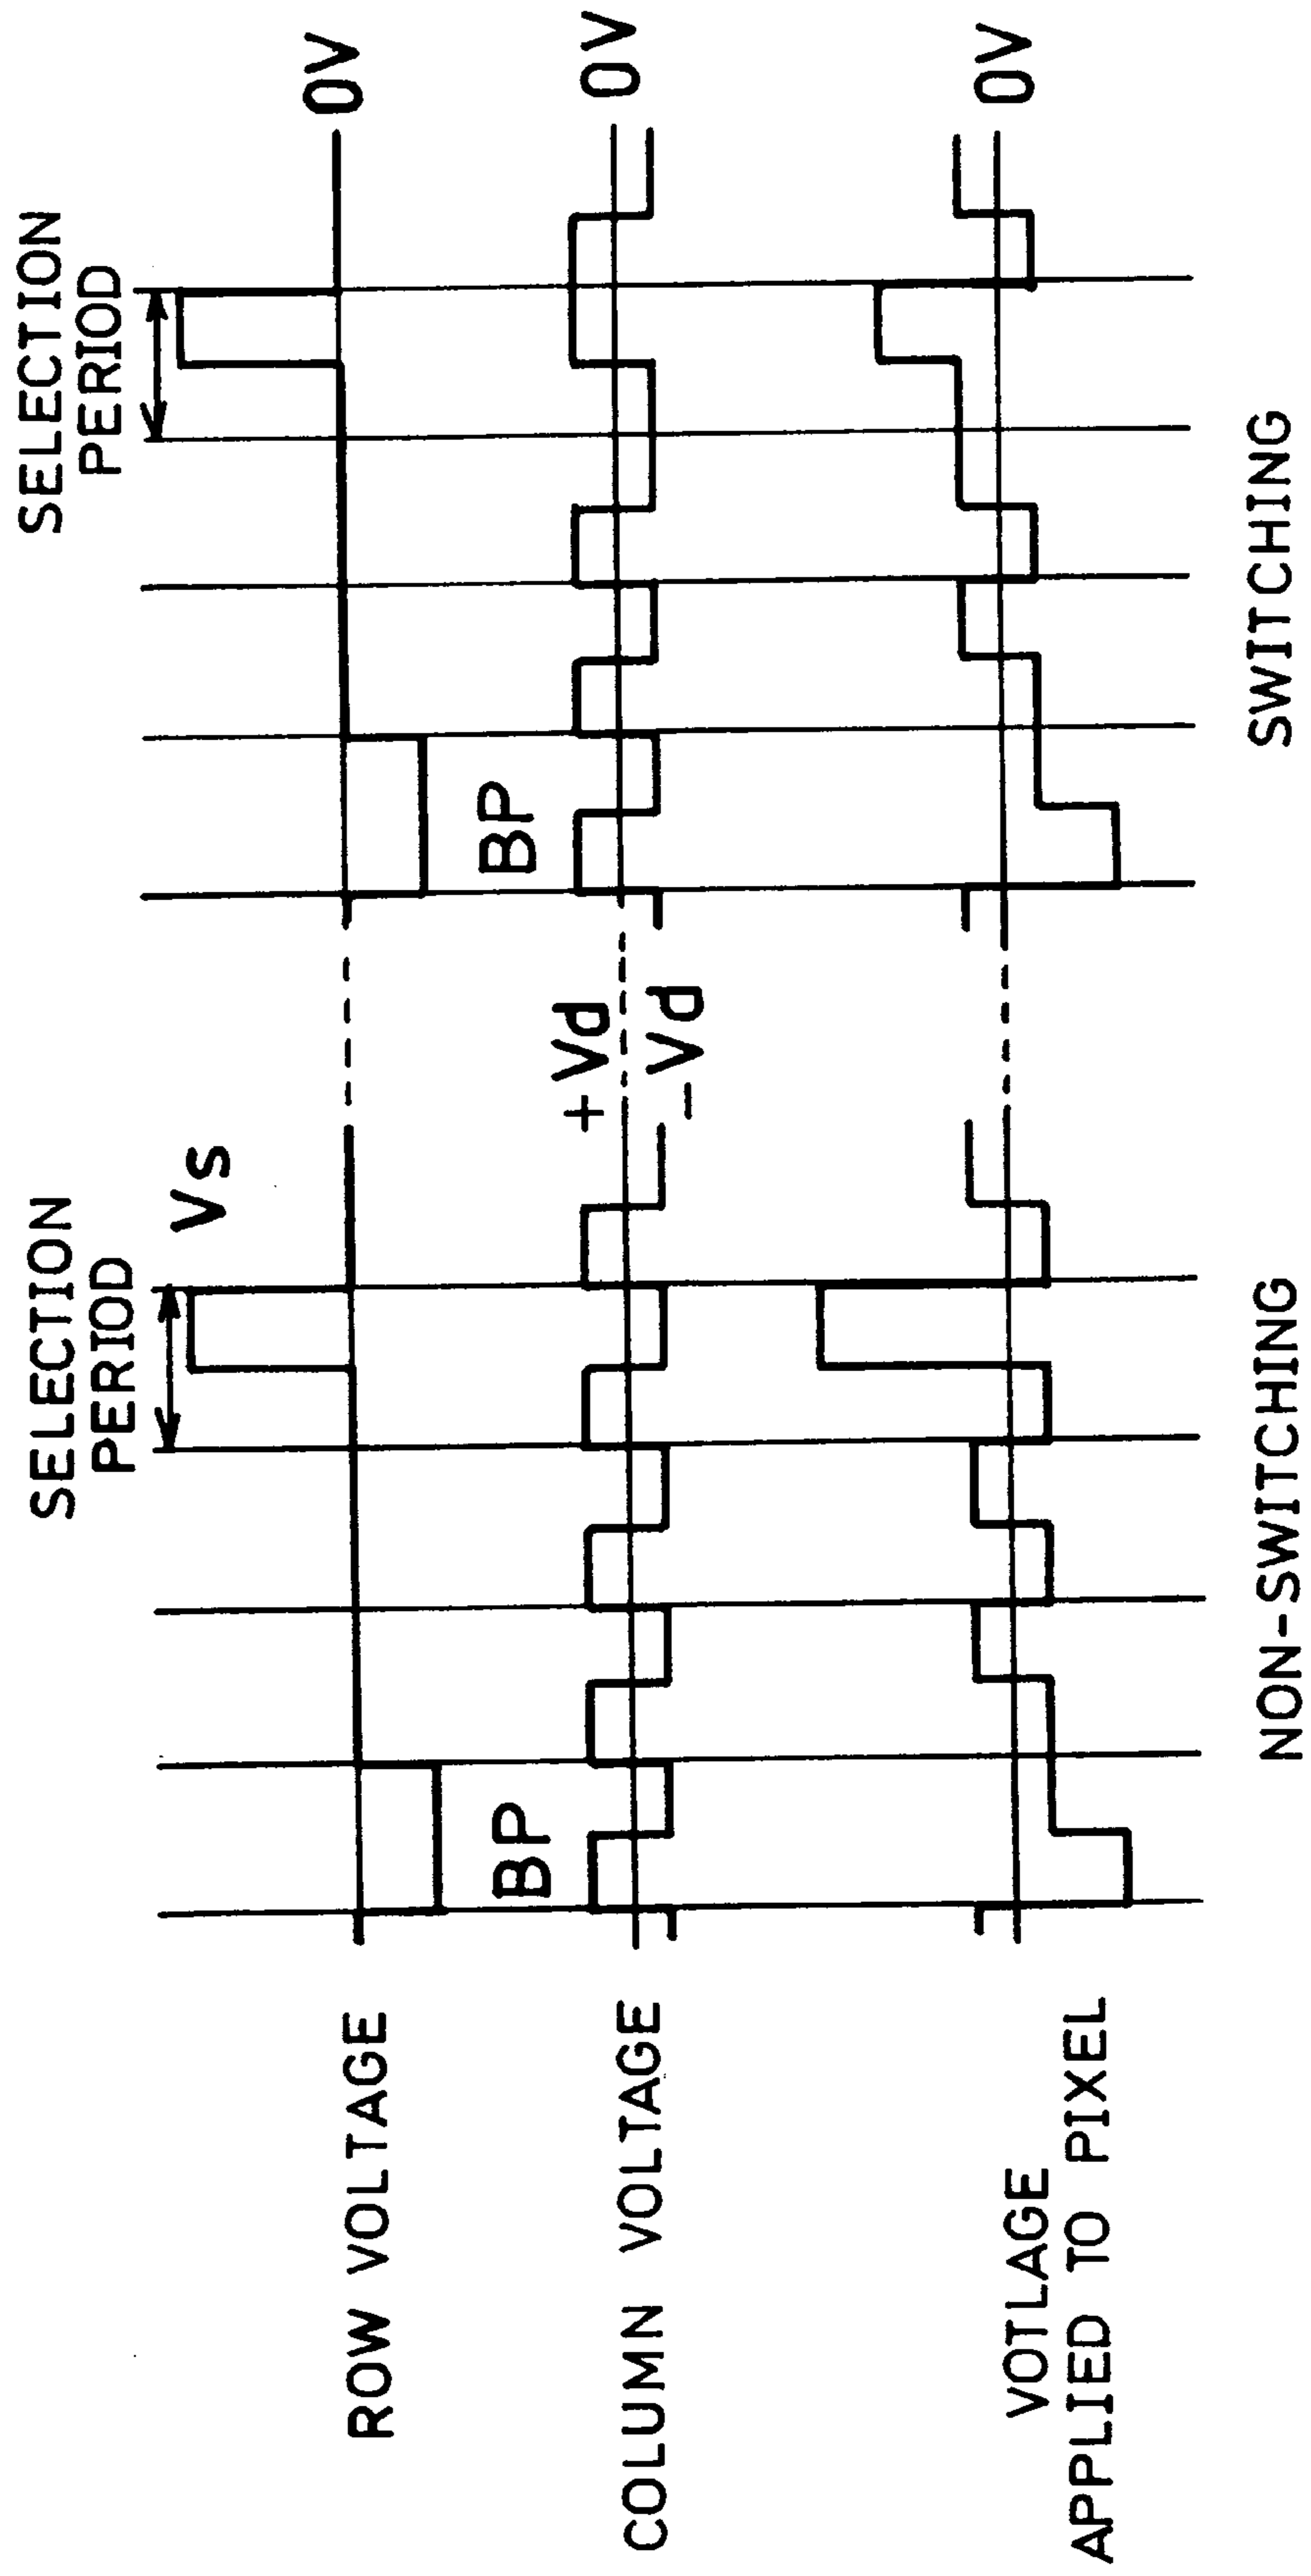 SELECTION
PERIOD
Vs
SELECTION
PERIOD
ROW VOLTAGE
0V
BP
BP
COLUMN VOLTAGE
+Vd
-Vd
0V
VOTLAGE
APPLIED TO PIXEL
0V
NON-SWITCHING
SWITCHING